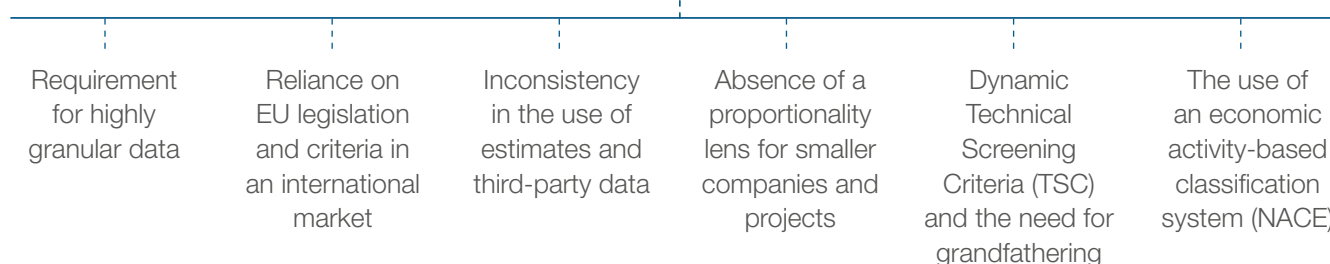 Requirement
for highly
granular data
Reliance on
EU legislation
and criteria in
an international
market
Inconsistency
in the use of
estimates and
third-party data
Absence of a
proportionality
lens for smaller
companies and
projects
Dynamic
Technical
Screening
Criteria (TSC)
and the need for
grandfathering
The use of
an economic
activity-based
classification
system (NACE)